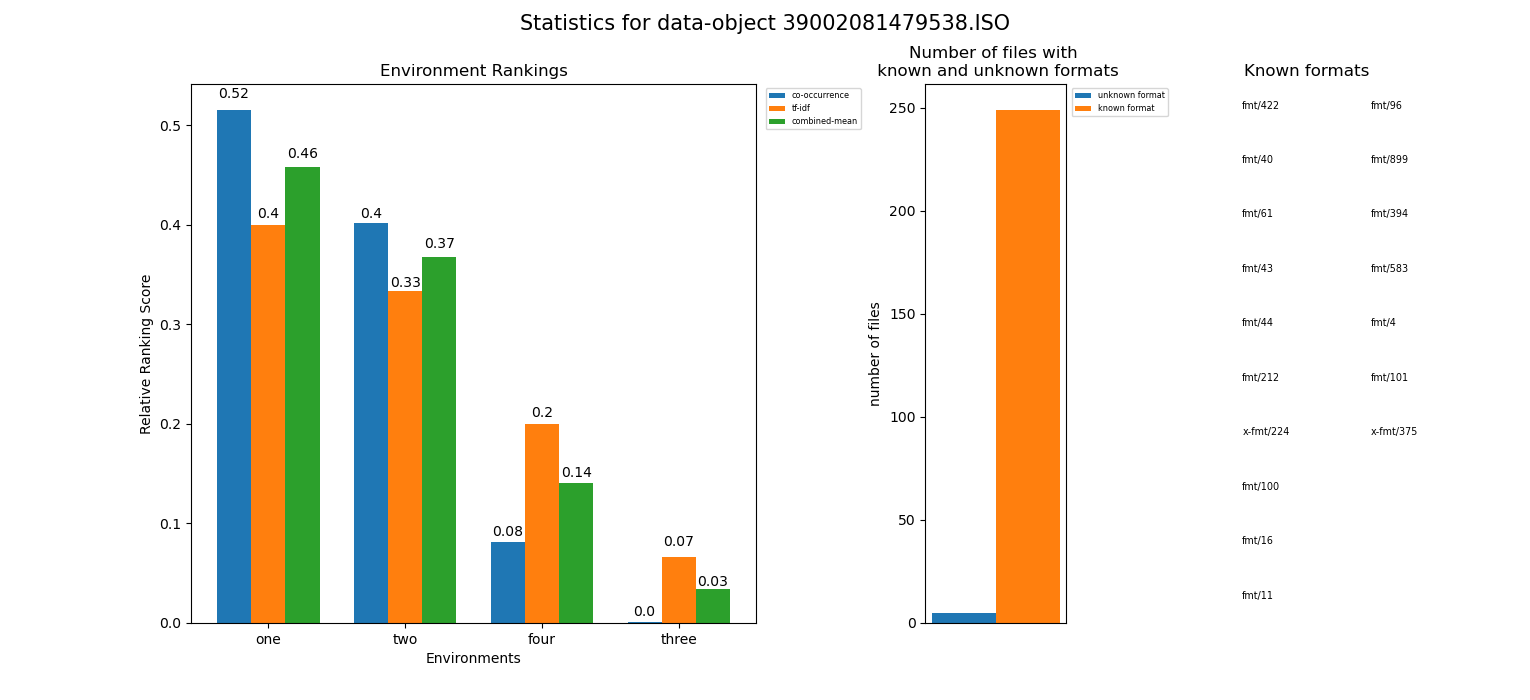 Statistics for data-object 39002081479538.ISO
Environment Rankings
0.52
0.46
0.4
0.4
0.37
0.33
0.2
0.14
0.08
0.07
0.03
0.0
0.5
0.4
0.3
0.2
0.1
0.0
Relative Ranking Score
one two four three
Environments
co-occurrence
tf-idf
combined-mean
Number of files with
known and unknown formats
250
200
150
100
50
0
number of files
unknown format
known format
Known formats
fmt/422 fmt/96
fmt/40 fmt/899
fmt/61 fmt/394
fmt/43 fmt/583
fmt/44 fmt/4
fmt/212 fmt/101
x-fmt/224 x-fmt/375
fmt/100
fmt/16
fmt/11